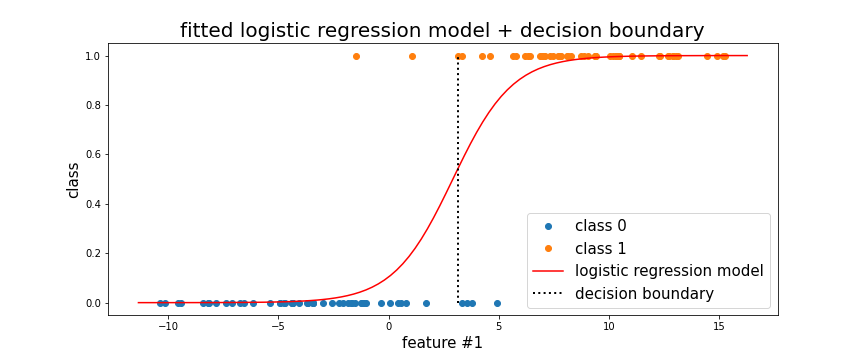 fitted logistic regression model + decision boundary
1.0
0.8
0.6
0.4
0.2
0.0
class
class 0
class 1
logistic regression model
decision boundary
−10
−5
0
5
10
15
feature #1